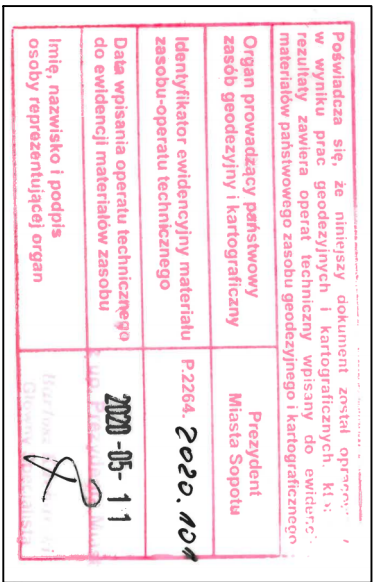 Poświadcza się, że niniejszy dokument został
w wyniku prac geodezyjnych i kartograficznych,
rezultaty zawiera operat techniczny wpisany do
materiałów państwowego zasobu geodezyjnego i kartograficznego
Organ prowadzący państwowy
zasób geodezyjny i kartograficzny
Prezydent
Miasta Sopotu
Identyfikator ewidencyjny materiału
zasobu-operatu technicznego
P.2264. 2020.101
Data wpisania operatu technicznego
do ewidencji materiałów zasobu
2020 -05- 11
Imię, nazwisko i podpis
osoby reprezentującej organ